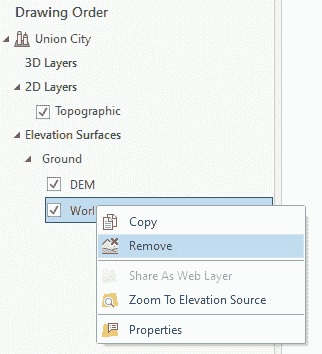 Drawing Order
Union City
3D Layers
2D Layers
Topographic
Elevation Surfaces
Ground
DEM
Worl
Copy
Remove
Share As Web Layer
Zoom To Elevation Source
Properties